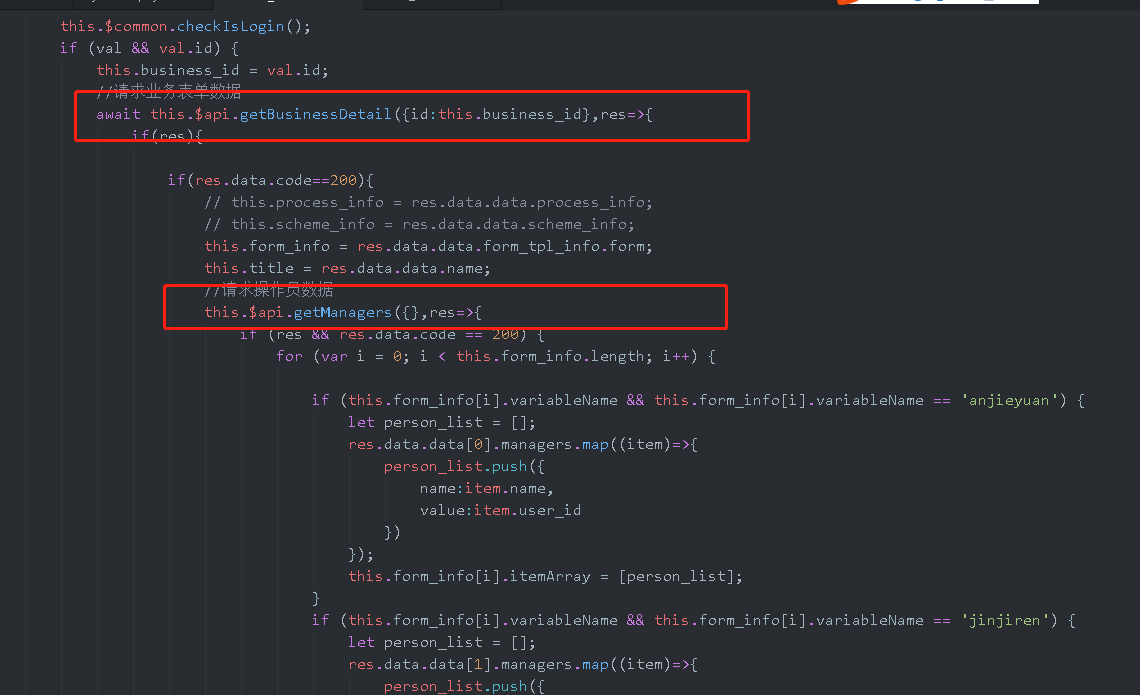 this.$common.checkIsLogin();
if (val && val.id) {
this.business_id = val.id;
//请求业务表单数据
await this.$api.getBusinessDetail({id:this.business_id},res=>{
if(res){
if(res.data.code==200){
// this.process_info = res.data.data.process_info;
// this.scheme_info = res.data.data.scheme_info;
this.form_info = res.data.data.form_tpl_info.form;
this.title = res.data.data.name;
//请求操作员数据
this.$api.getManagers({},res=>{
if (res && res.data.code == 200) {
for (var i = 0; i < this.form_info.length; i++) {
if (this.form_info[i].variableName && this.form_info[i].variableName == 'anjieyuan') {
let person_list = [];
res.data.data[0].managers.map((item)=>{
person_list.push({
name:item.name,
value:item.user_id
})
});
this.form_info[i].itemArray = [person_list];
}
if (this.form_info[i].variableName && this.form_info[i].variableName == 'jinjiren') {
let person_list = [];
res.data.data[1].managers.map((item)=>{
person_list.push({